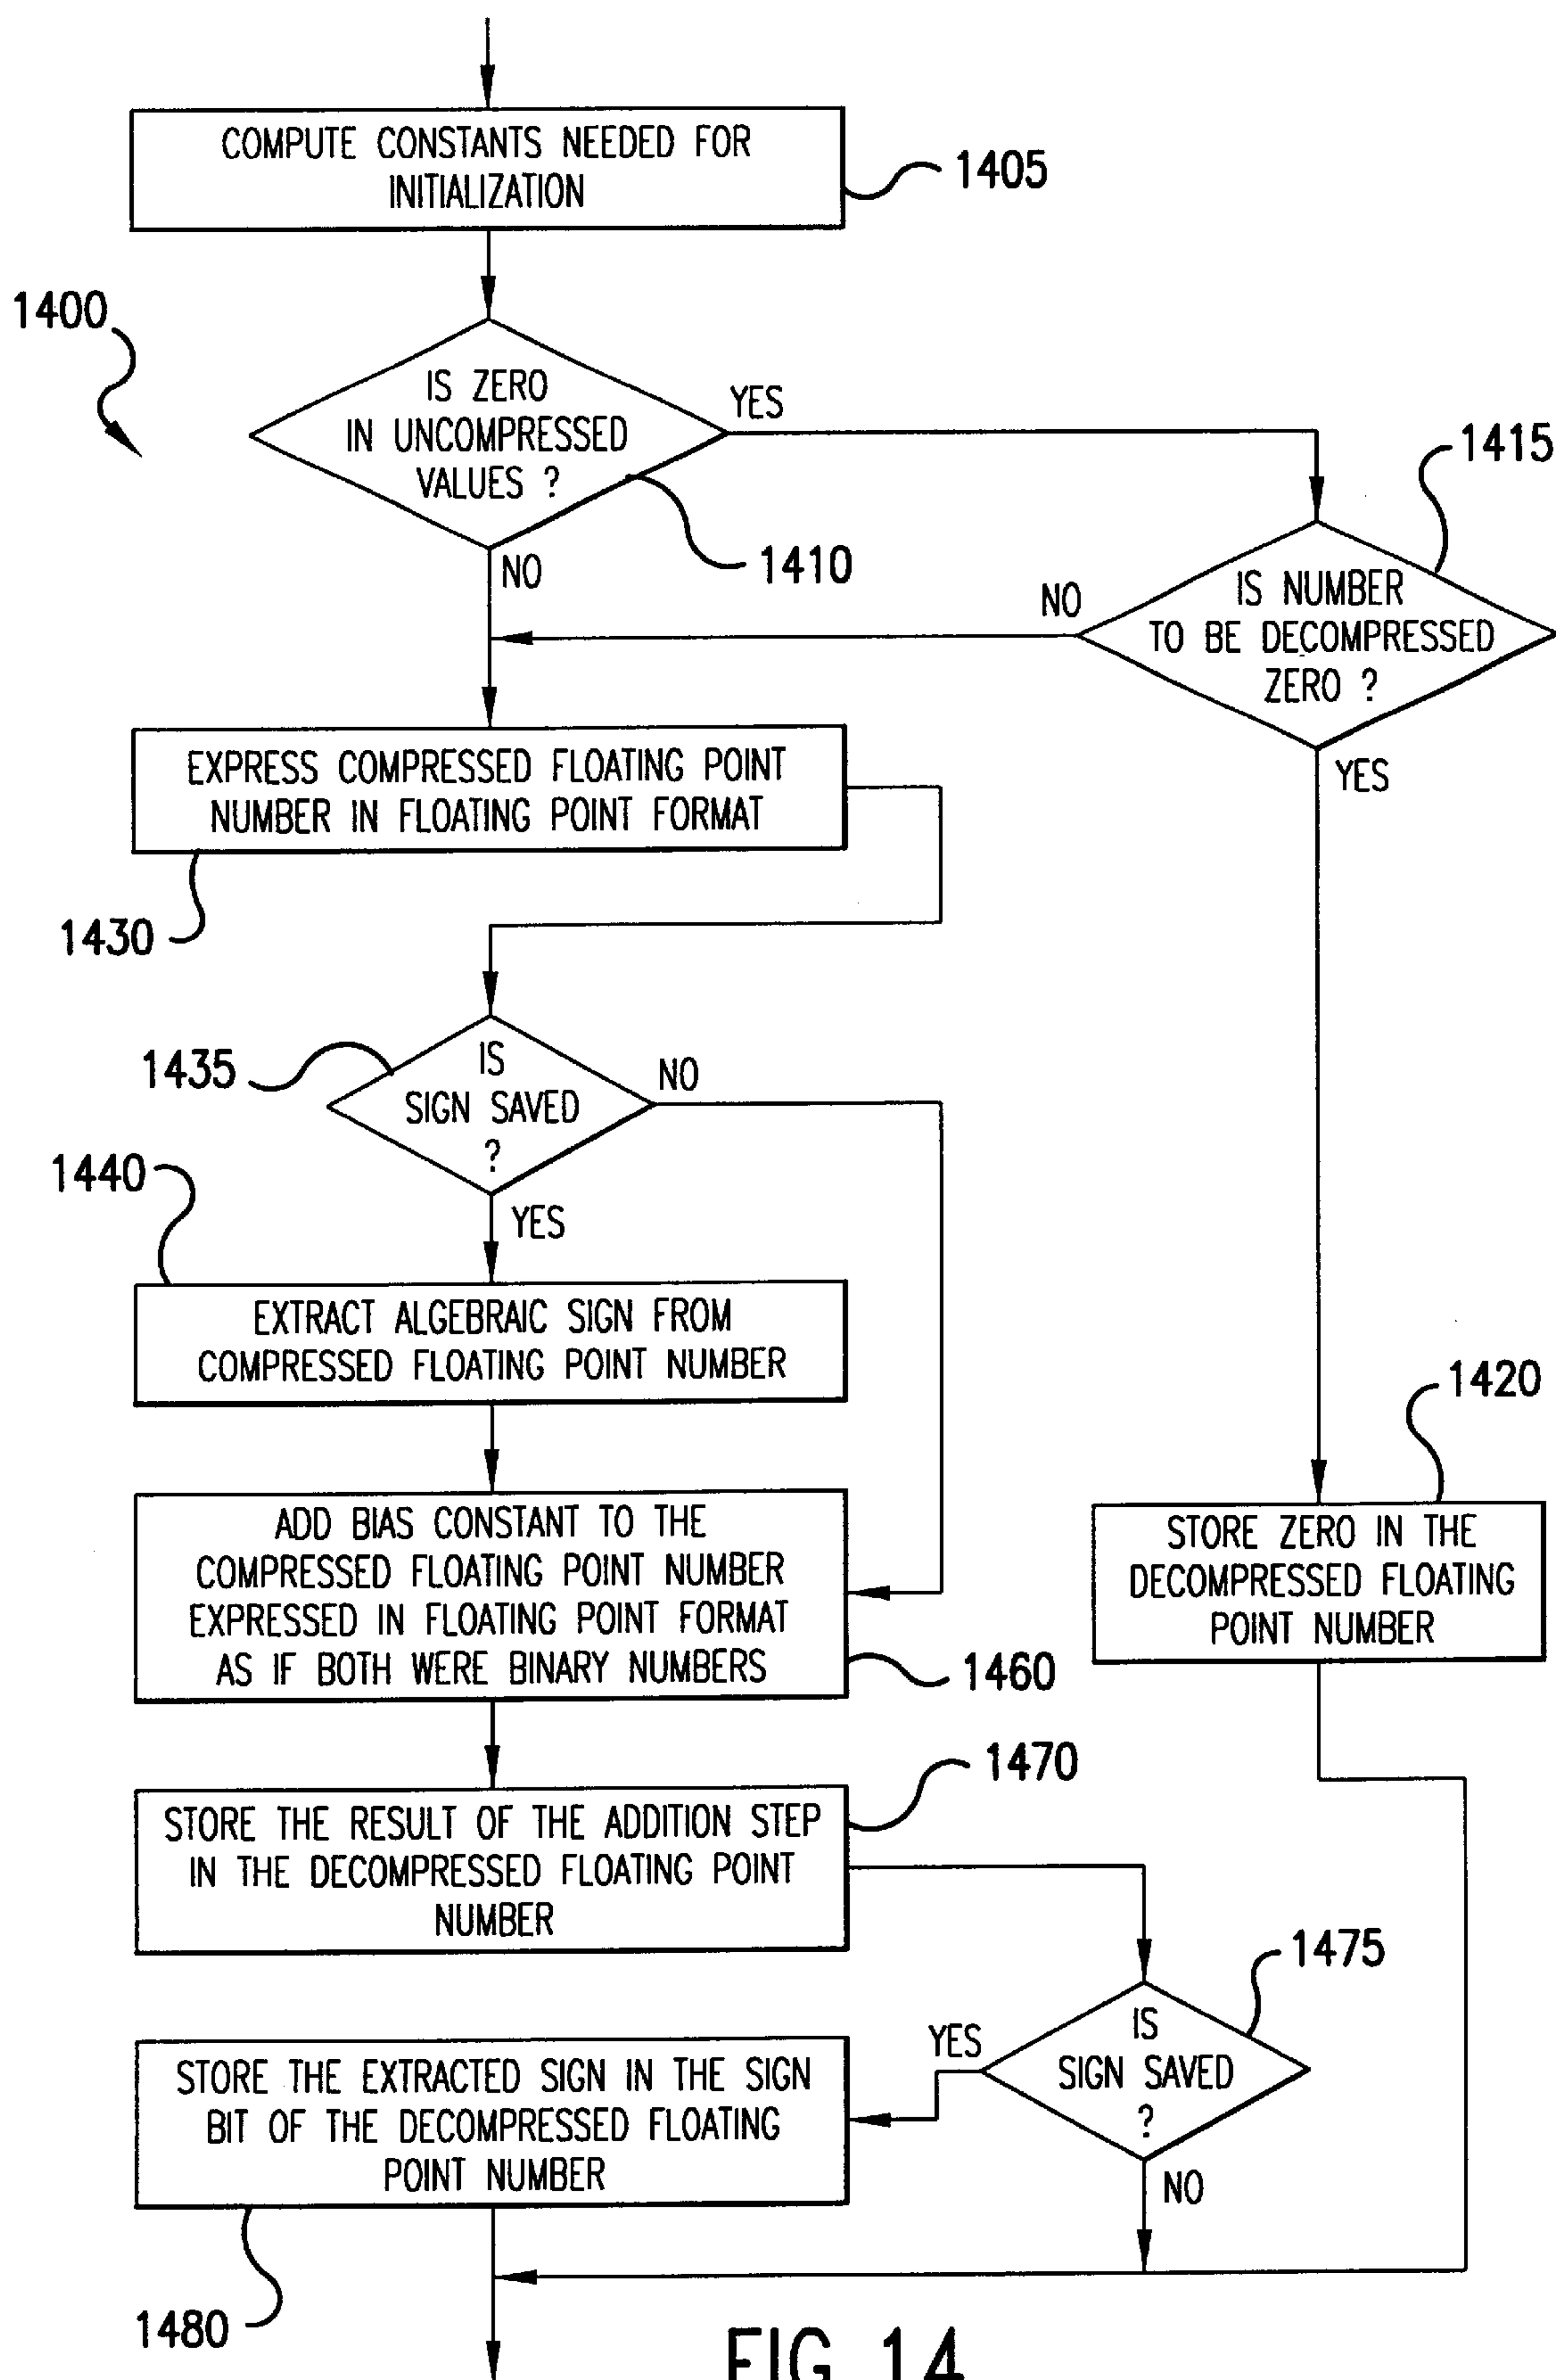 COMPUTE CONSTANTS NEEDED FOR
INITIALIZATION
1405
1400
IS ZERO
IN UNCOMPRESSED
VALUES ?
YES
NO
1410
1415
IS NUMBER
TO BE DECOMPRESSED
ZERO ?
NO
YES
EXPRESS COMPRESSED FLOATING POINT
NUMBER IN FLOATING POINT FORMAT
1430
1435
IS
SIGN SAVED
?
NO
YES
1440
EXTRACT ALGEBRAIC SIGN FROM
COMPRESSED FLOATING POINT NUMBER
1420
STORE ZERO IN THE
DECOMPRESSED FLOATING
POINT NUMBER
ADD BIAS CONSTANT TO THE
COMPRESSED FLOATING POINT NUMBER
EXPRESSED IN FLOATING POINT FORMAT
AS IF BOTH WERE BINARY NUMBERS
1460
1470
STORE THE RESULT OF THE ADDITION STEP
IN THE DECOMPRESSED FLOATING POINT
NUMBER
1475
IS
SIGN SAVED
?
YES
NO
STORE THE EXTRACTED SIGN IN THE SIGN
BIT OF THE DECOMPRESSED FLOATING
POINT NUMBER
1480
FIG. 14